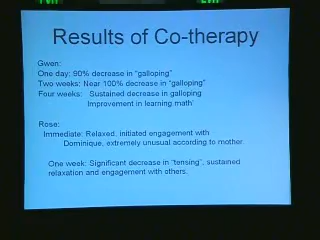 EXIT
EXIT
Results of Co-therapy
Gwen:
One day: 90% decrease in "galloping"
Two weeks: Near 100% decrease in "galloping"
Four weeks: Sustained decrease in galloping
Improvement in learning math'
Rose:
Immediate: Relaxed, initiated engagement with
Dominique, extremely unusual according to mother
One week: Significant decrease in "tensing", sustained
relaxation and engagement with others.